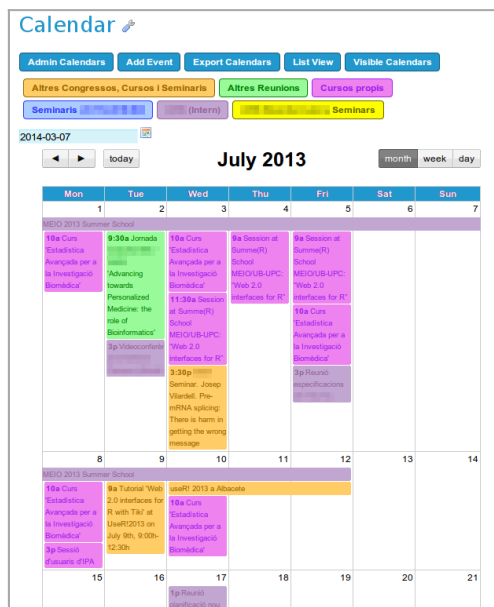 Calendar
Admin Calendars Add Event Export Calendars List View Visible Calendars
Altres Congressos, Cursos i Seminaris Altres Reunions Cursos propis
Seminaris (Intern) Seminars
2014-03-07
today July 2013 month week day
Mon Tue Wed Thu Fri Sat Sun
1 2 3 4 5 6 7
MEIO 2013 Summer School
10a Curs
'Estadística
Avançada per a
la Investigació
Biomèdica'
9:30a Jornada
'Advancing
towards
Personalized
Medicine: the
role of
Bioinformatics'
3p Videoconferè
10a Curs
'Estadística
Avançada per a
la Investigació
Biomèdica'
11:30a Session
at Summe(R)
School
MEIO/UB-UPC:
"Web 2.0
interfaces for R"
3:30p
Seminar. Josep
Vilardell. Pre-
mRNA splicing:
There is harm in
getting the wrong
message
9a Session at
Summe(R)
School
MEIO/UB-UPC:
"Web 2.0
interfaces for R"
9a Session at
Summe(R)
School
MEIO/UB-UPC:
"Web 2.0
interfaces for R"
10a Curs
'Estadística
Avançada per a
la Investigació
Biomèdica'
3p Reunió
especificacions
8 9 10 11 12 13 14
MEIO 2013 Summer School
10a Curs
'Estadística
Avançada per a
la Investigació
Biomèdica'
3p Sessió
d'usuaris d'IPA
9a Tutorial 'Web
2.0 interfaces for
R with Tiki' at
UseR!2013 on
July 9th, 9:00h-
12:30h
useR! 2013 a Albacete
10a Curs
'Estadística
Avançada per a
la Investigació
Biomèdica'
15 16 17 18 19 20 21
1p Reunió
planificació nou